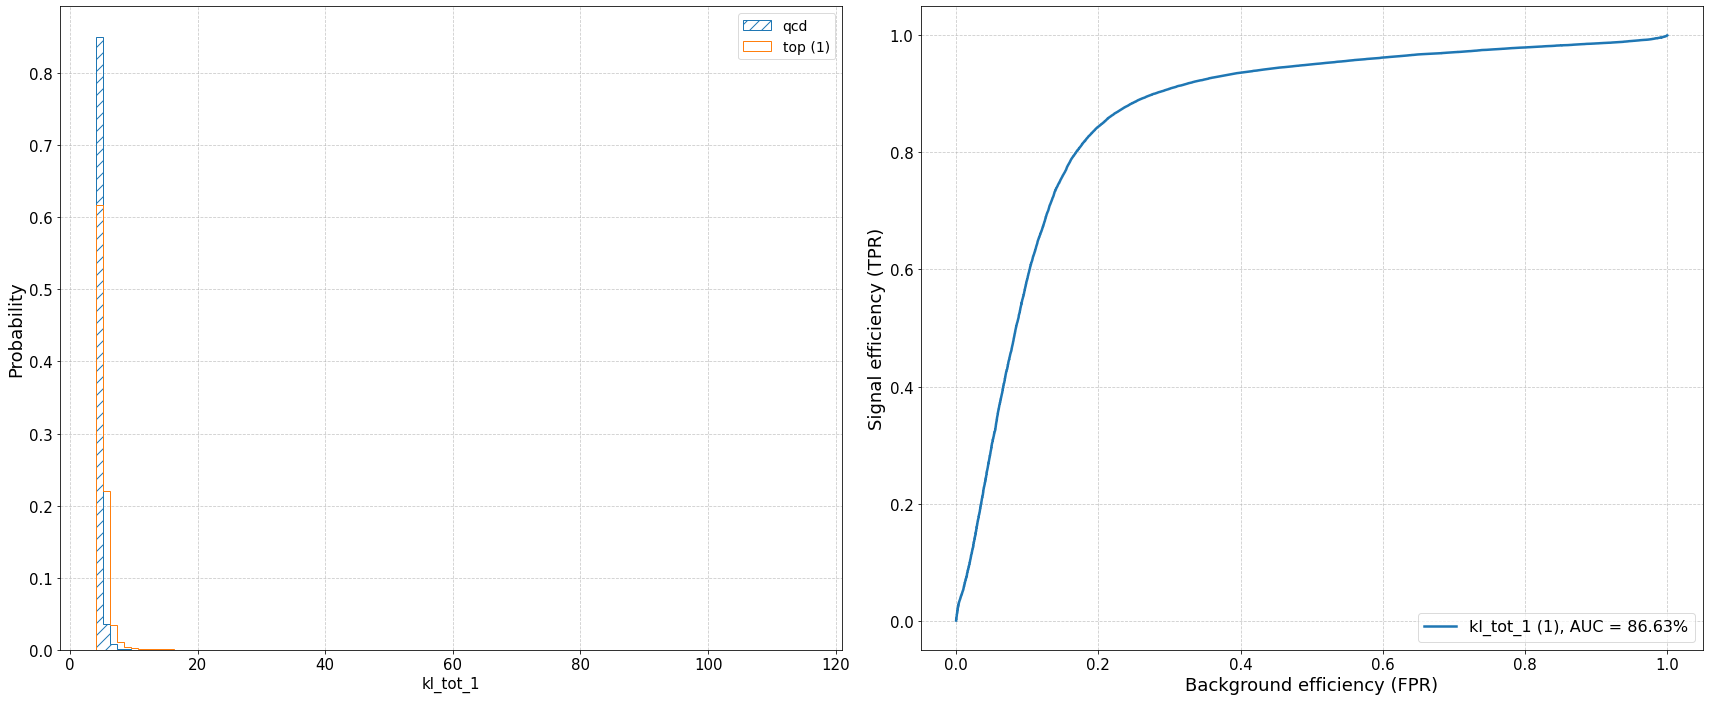 qcd
top (1)
Probability
0.8
0.7
0.6
0.5
0.4
0.3
0.2
0.1
0.0
0 20 40 60 80 100 120
kl_tot_1
Signal efficiency (TPR)
1.0
0.8
0.6
0.4
0.2
0.0
kl_tot_1 (1), AUC = 86.63%
0.0 0.2 0.4 0.6 0.8 1.0
Background efficiency (FPR)